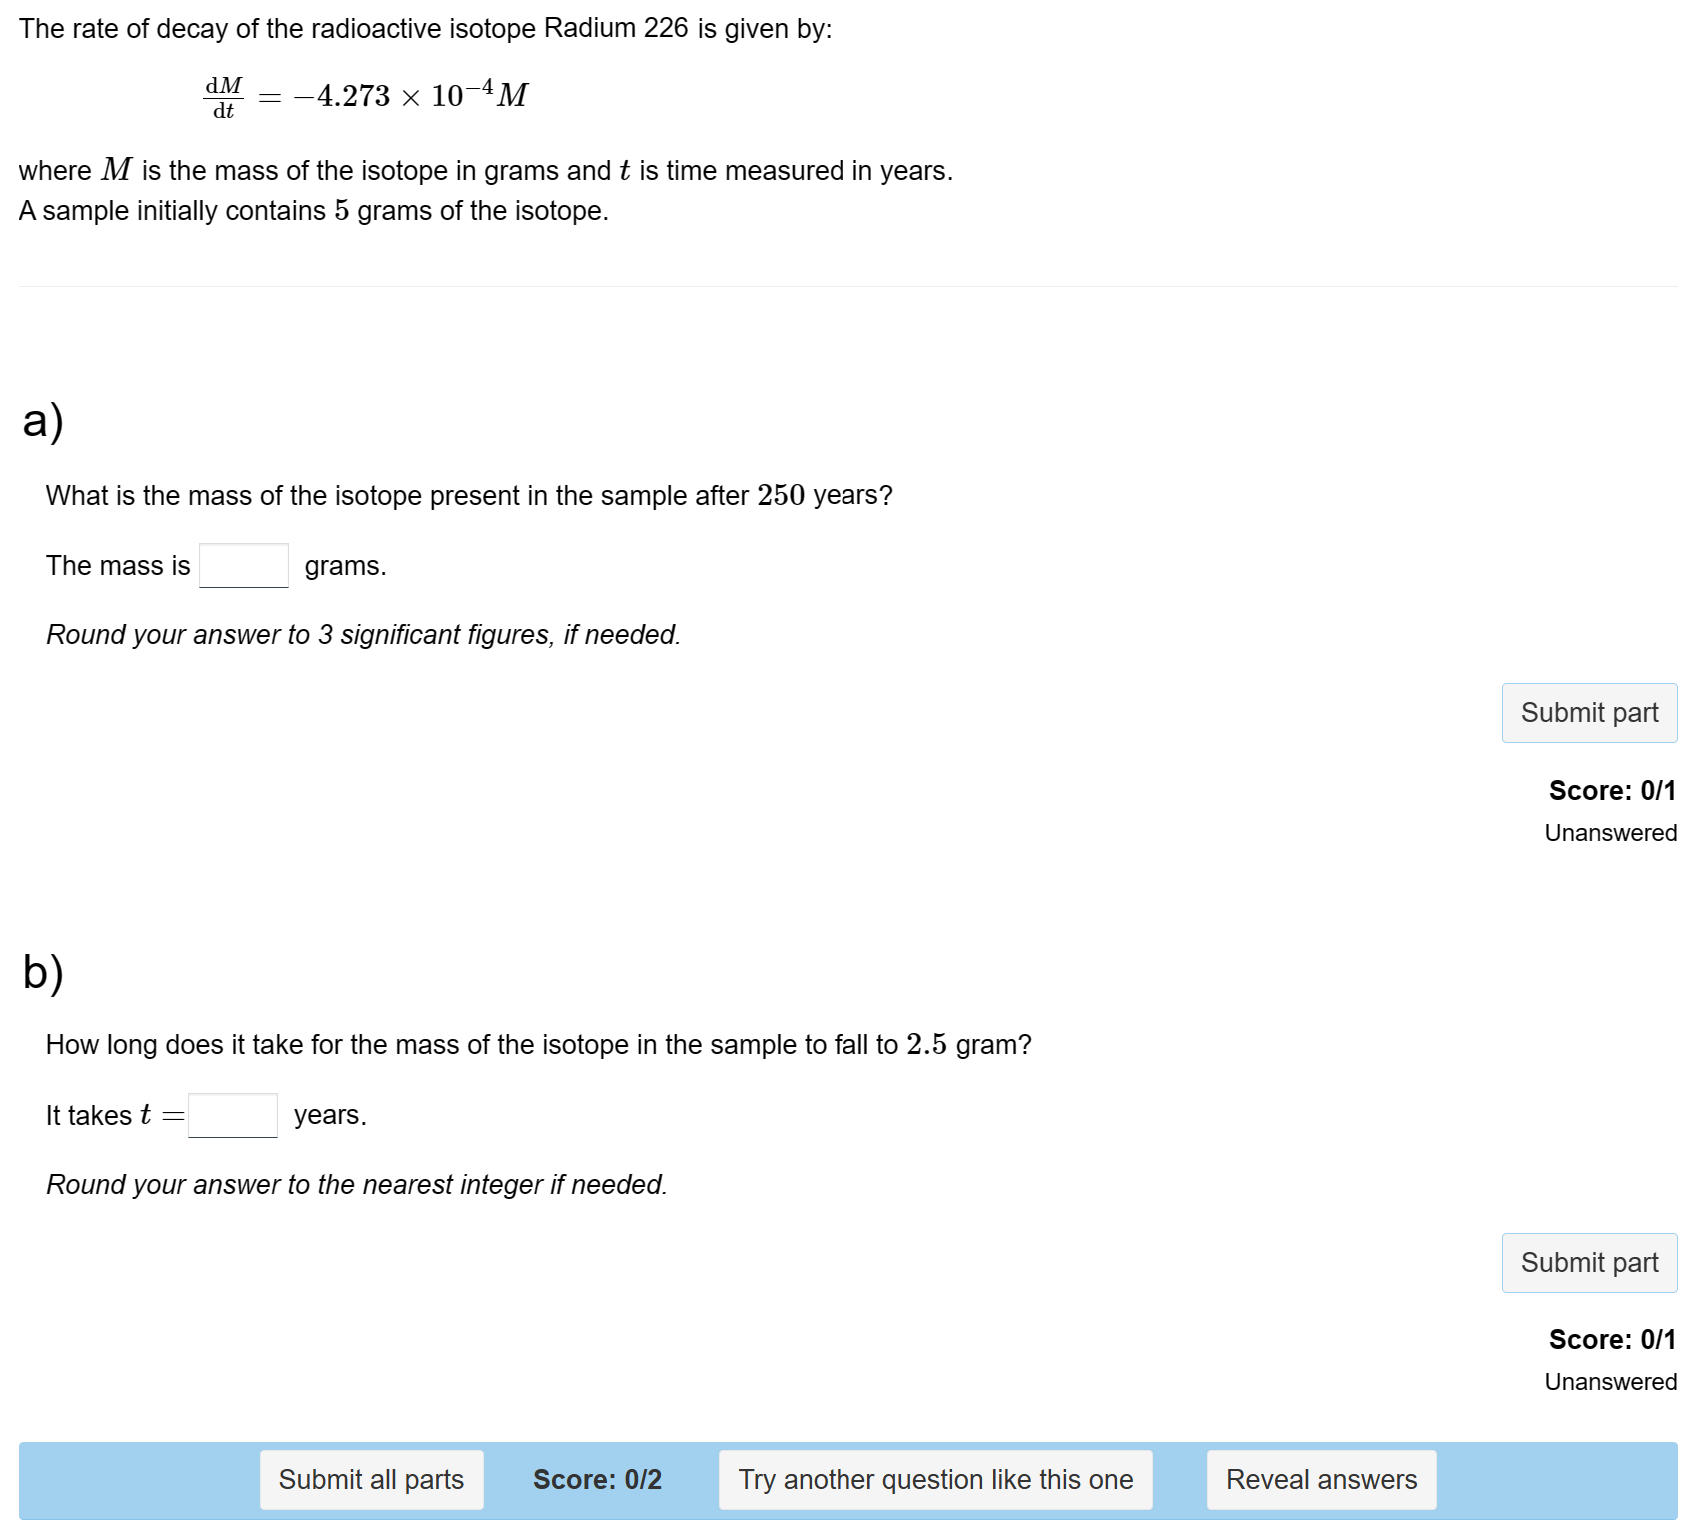 The rate of decay of the radioactive isotope Radium 226 is given by:
dM/dt = −4.273 × 10⁻⁴M
where M is the mass of the isotope in grams and t is time measured in years.
A sample initially contains 5 grams of the isotope.
a)
What is the mass of the isotope present in the sample after 250 years?
The mass is grams.
Round your answer to 3 significant figures, if needed.
Submit part
Score: 0/1
Unanswered
b)
How long does it take for the mass of the isotope in the sample to fall to 2.5 gram?
It takes t = years.
Round your answer to the nearest integer if needed.
Submit part
Score: 0/1
Unanswered
Submit all parts Score: 0/2 Try another question like this one Reveal answers